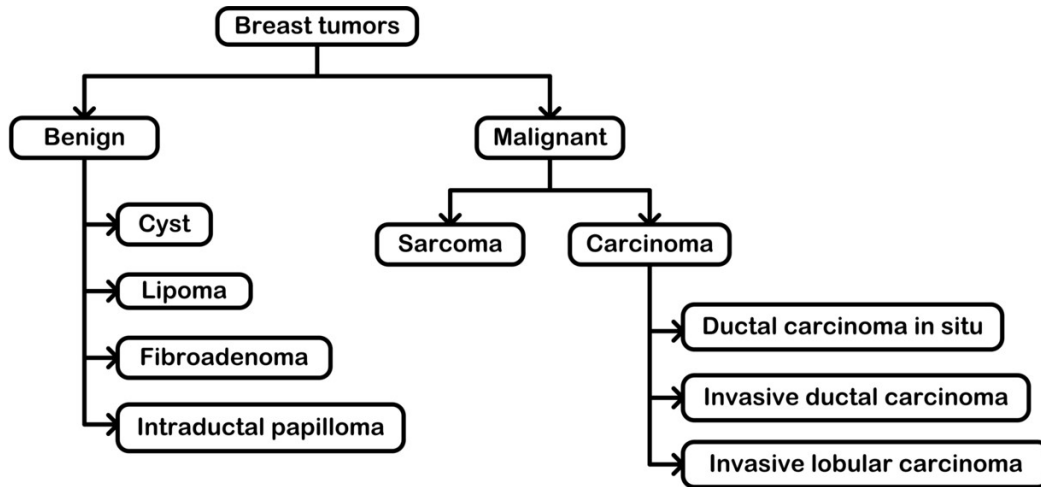 Breast tumors
Benign
Malignant
Cyst
Sarcoma
Carcinoma
Lipoma
Ductal carcinoma in situ
Fibroadenoma
Invasive ductal carcinoma
Intraductal papilloma
Invasive lobular carcinoma